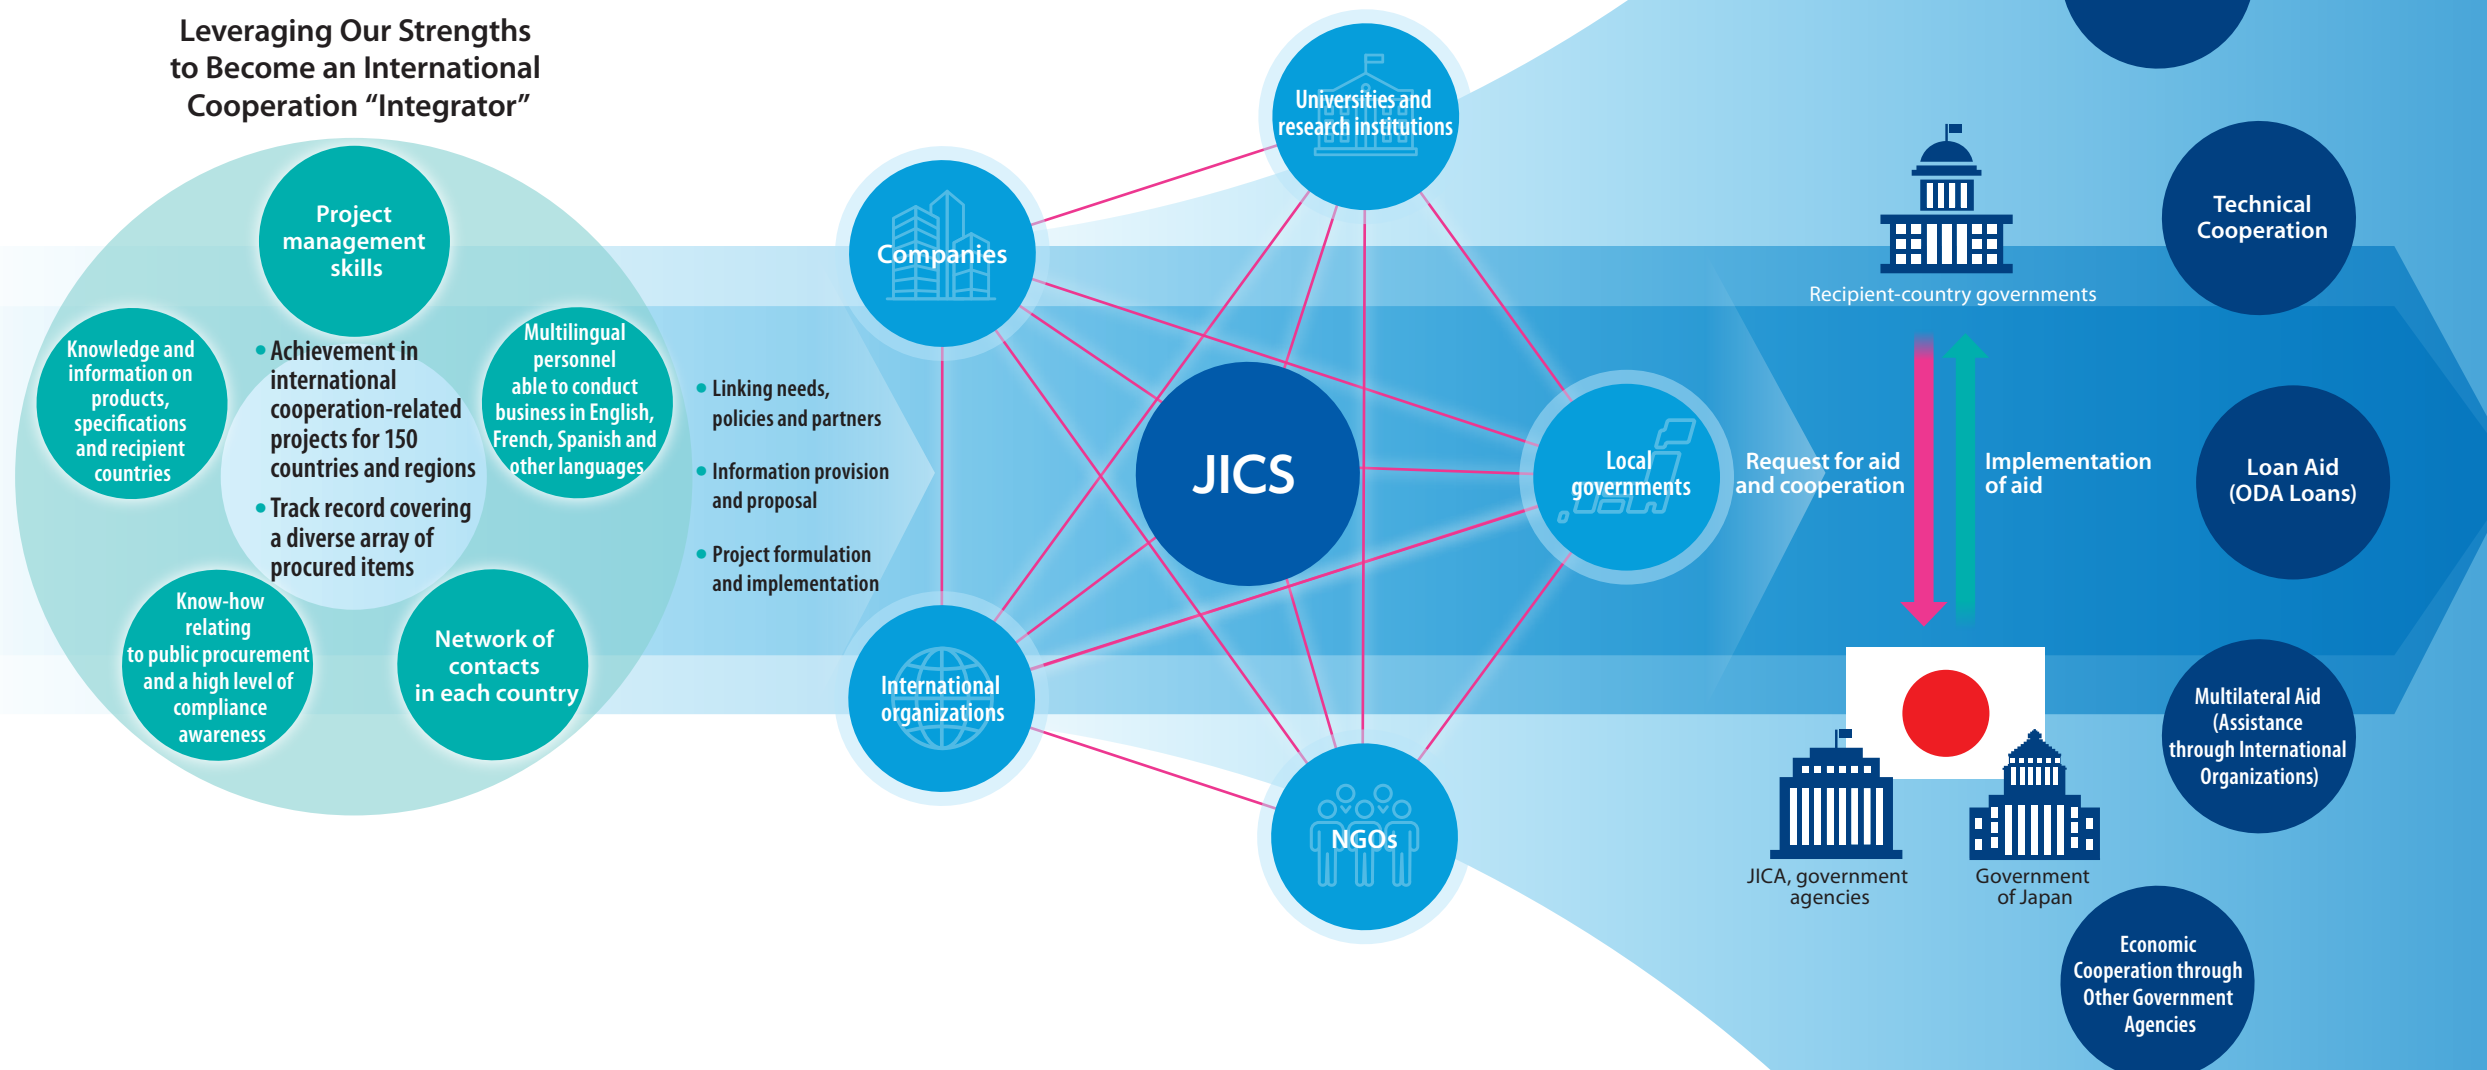 Leveraging Our Strengths
to Become an International
Cooperation “Integrator”
Project
management
skills
Knowledge and
information on
products,
specifications
and recipient
countries
Multilingual
personnel
able to conduct
business in English,
French, Spanish and
other languages
• Achievement in
international
cooperation-related
projects for 150
countries and regions
• Track record covering
a diverse array of
procured items
Know-how
relating
to public procurement
and a high level of
compliance
awareness
Network of
contacts
in each country
• Linking needs,
policies and partners
• Information provision
and proposal
• Project formulation
and implementation
Companies
Universities and
research institutions
JICS
Local
governments
International
organizations
NGOs
Recipient-country governments
Request for aid
and cooperation
Implementation
of aid
JICA, government
agencies
Government
of Japan
Technical
Cooperation
Loan Aid
(ODA Loans)
Multilateral Aid
(Assistance
through International
Organizations)
Economic
Cooperation through
Other Government
Agencies